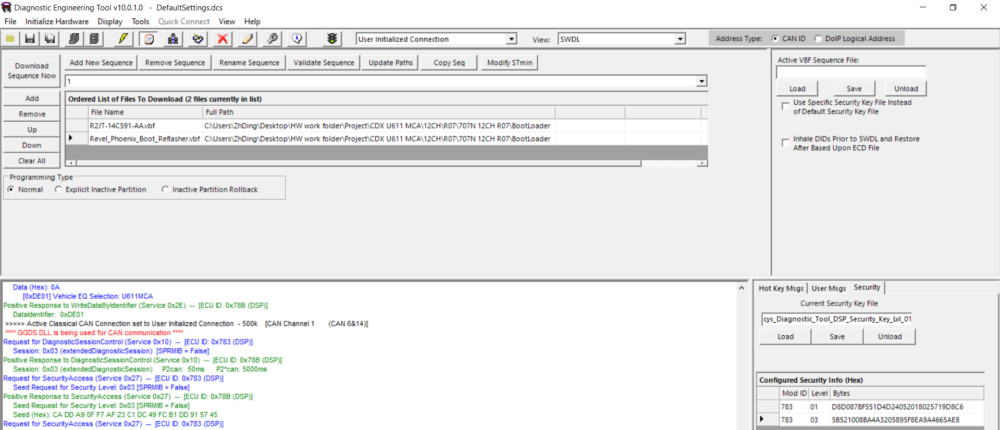 Diagnostic Engineering Tool v10.0.1.0 - DefaultSettings.dcs
File Initialize Hardware Display Tools Quick Connect View Help
User Initialized Connection View: SWDL Address Type: CAN ID DoIP Logical Address
Download Sequence Now
Add New Sequence Remove Sequence Rename Sequence Validate Sequence Update Paths Copy Seq Modify STmin
1
Add
Remove
Up
Down
Clear All
Ordered List of Files To Download (2 files currently in list)
File Name Full Path
R2JT-14C591-AA.vbf C:\Users\ZhDing\Desktop\HW work folder\Project\CDX U611 MCA\12CH\R07\707N 12CH R07\BootLoader
Revel_Phoenix_Boot_Reflasher.vbf C:\Users\ZhDing\Desktop\HW work folder\Project\CDX U611 MCA\12CH\R07\707N 12CH R07\BootLoader
Programming Type
Normal Explicit Inactive Partition Inactive Partition Rollback
Active VBF Sequence File:
Load Save Unload
Use Specific Security Key File Instead
of Default Security Key File
Inhale DIDs Prior to SWDL and Restore
After Based Upon ECD File
Data (Hex): 0A
[0xDE01] Vehicle EQ Selection: U611MCA
Positive Response to WriteDataByIdentifier (Service 0x2E) -- [ECU ID: 0x78B (DSP)]
DataIdentifier: 0xDE01
>>>>> Active Classical CAN Connection set to User Initialized Connection - 500k [CAN Channel 1 (CAN 6&14)]
**** GGDS DLL is being used for CAN communication ****
Request for DiagnosticSessionControl (Service 0x10) -- [ECU ID: 0x783 (DSP)]
Session: 0x03 (extendedDiagnosticSession) [SPRMIB = False]
Positive Response to DiagnosticSessionControl (Service 0x10) -- [ECU ID: 0x78B (DSP)]
Session: 0x03 (extendedDiagnosticSession) P2can: 50ms P2*can: 5000ms
Request for SecurityAccess (Service 0x27) -- [ECU ID: 0x783 (DSP)]
Seed Request for Security Level: 0x03 [SPRMIB = False]
Positive Response to SecurityAccess (Service 0x27) -- [ECU ID: 0x78B (DSP)]
Seed Request for Security Level: 0x03 [SPRMIB = False]
Seed (Hex): CA DD A9 0F F7 AF 23 C1 DC 49 FC B1 DD 91 57 45
Request for SecurityAccess (Service 0x27) -- [ECU ID: 0x783 (DSP)]
Hot Key Msgs User Msgs Security
Current Security Key File
cys_Diagnostic_Tool_DSP_Security_Key_Lvl_01
Load Save Unload
Configured Security Info (Hex)
Mod ID Level Bytes
783 01 D8D087BF551D4D24052018025719D8C6
783 03 5B521008BA4A3205895F8EA9A4665AE8